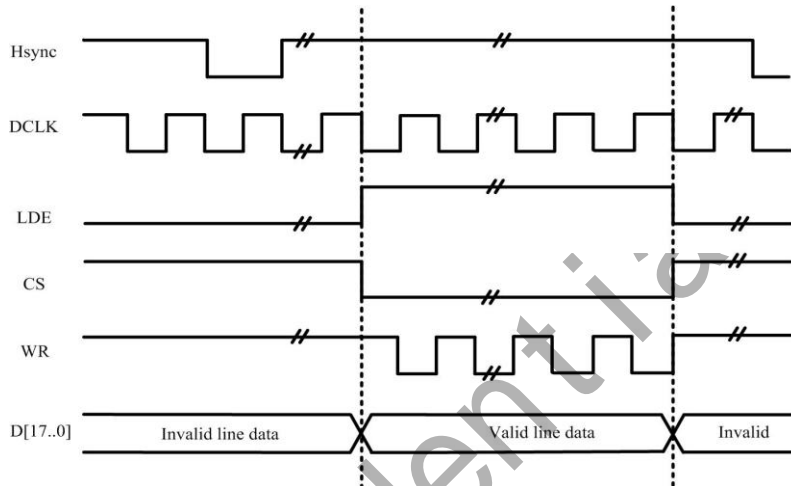 Hsync
DCLK
LDE
CS
WR
D[17..0]
Invalid line data
Valid line data
Invalid